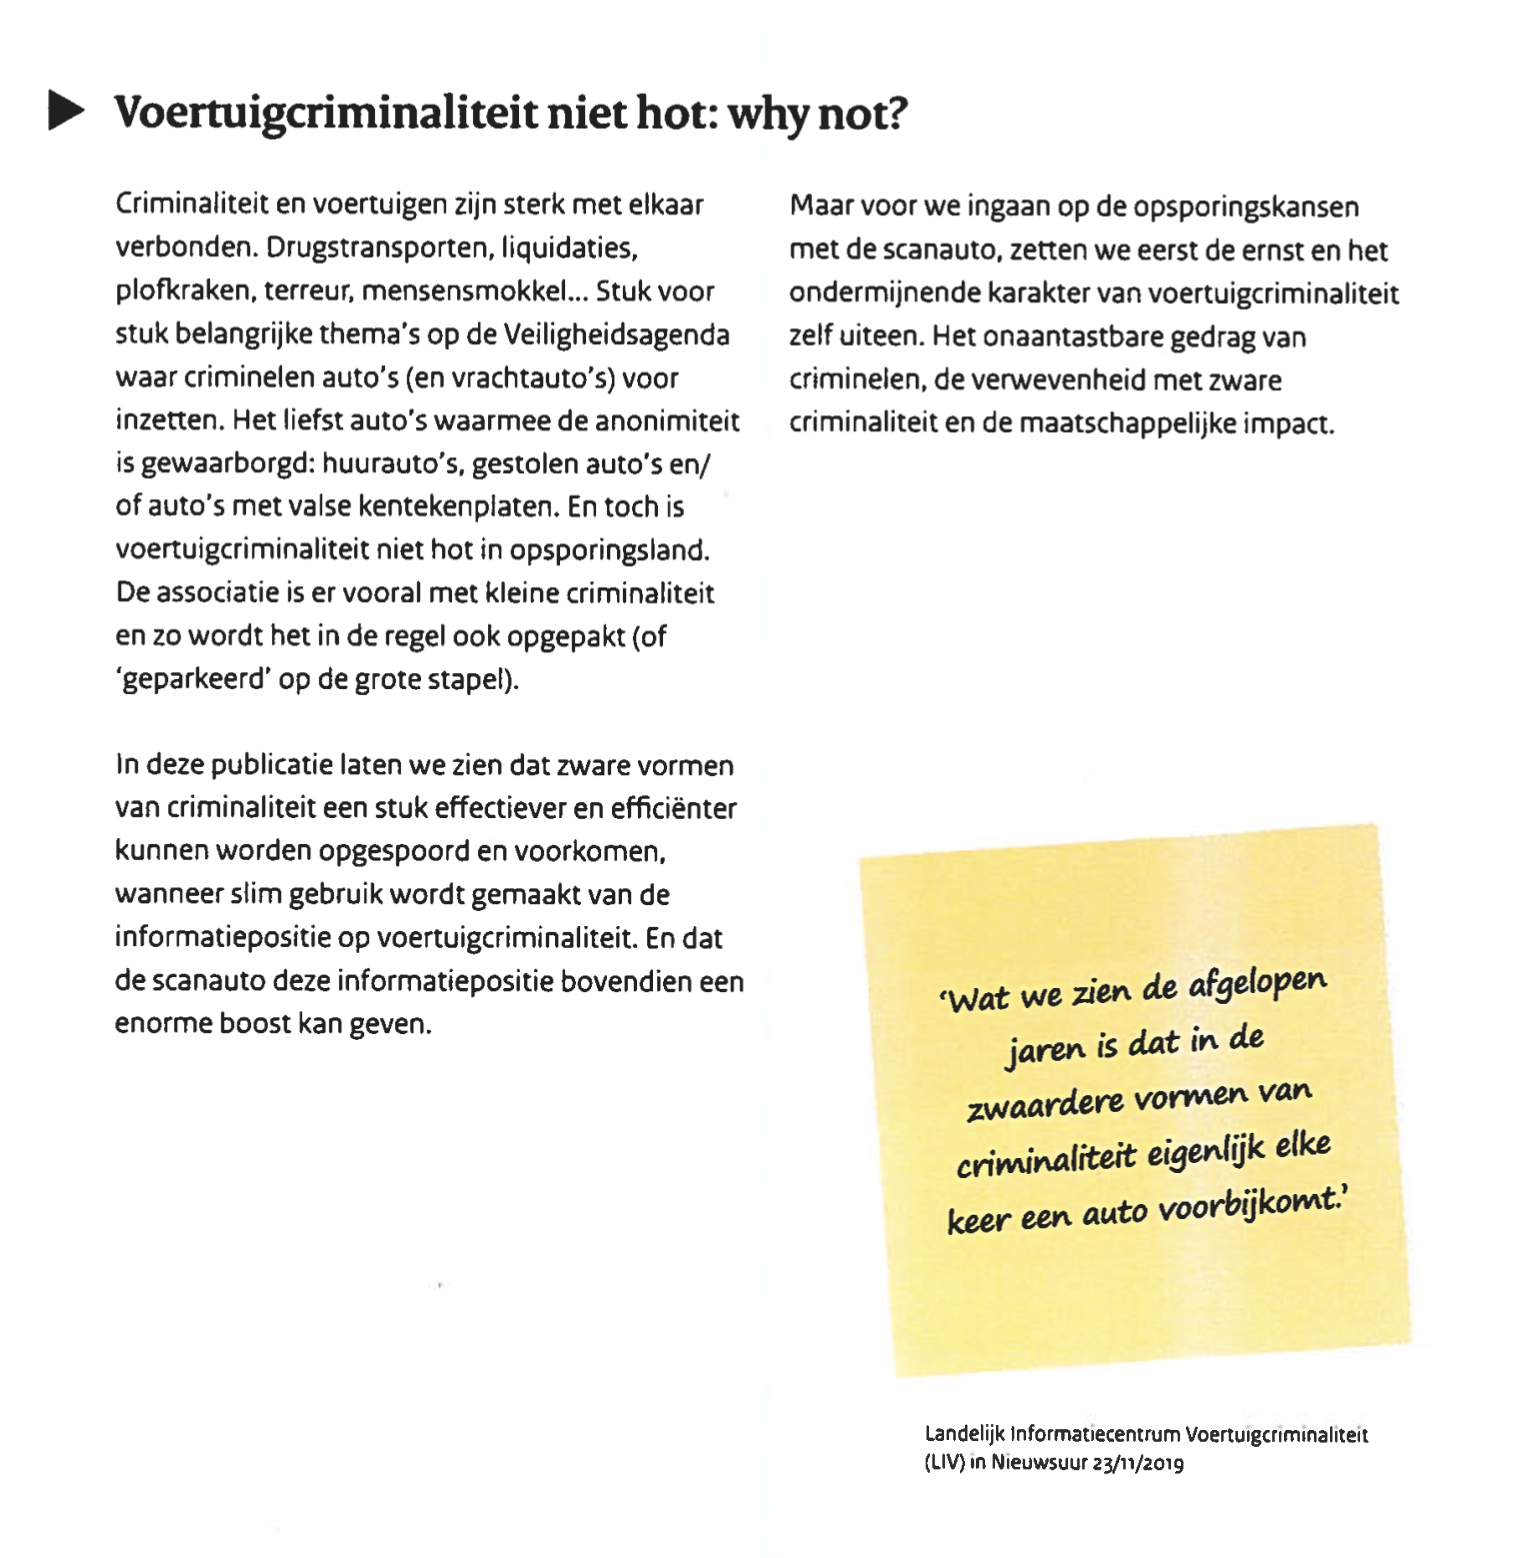 Voertuigcriminaliteit niet hot: why not?
Criminaliteit en voertuigen zijn sterk met elkaar
verbonden. Drugstransporten, liquidaties,
plofkraken, terreur, mensensmokkel... Stuk voor
stuk belangrijke thema's op de Veiligheidsagenda
waar criminelen auto's (en vrachtauto's) voor
inzetten. Het liefst auto's waarmee de anonimiteit
is gewaarborgd: huurauto's, gestolen auto's en/
of auto's met valse kentekenplaten. En toch is
voertuigcriminaliteit niet hot in opsporingsland.
De associatie is er vooral met kleine criminaliteit
en zo wordt het in de regel ook opgepakt (of
'geparkeerd' op de grote stapel).
In deze publicatie laten we zien dat zware vormen
van criminaliteit een stuk effectiever en efficiënter
kunnen worden opgespoord en voorkomen,
wanneer slim gebruik wordt gemaakt van de
informatiepositie op voertuigcriminaliteit. En dat
de scanauto deze informatiepositie bovendien een
enorme boost kan geven.
Maar voor we ingaan op de opsporingskansen
met de scanauto, zetten we eerst de ernst en het
ondermijnende karakter van voertuigcriminaliteit
zelf uiteen. Het onaantastbare gedrag van
criminelen, de verwevenheid met zware
criminaliteit en de maatschappelijke impact.
'Wat we zien de afgelopen
jaren is dat in de
zwaardere vormen van
criminaliteit eigenlijk elke
keer een auto voorbijkomt.'
Landelijk Informatiecentrum Voertuigcriminaliteit
(LIV) in Nieuwsuur 23/11/2019